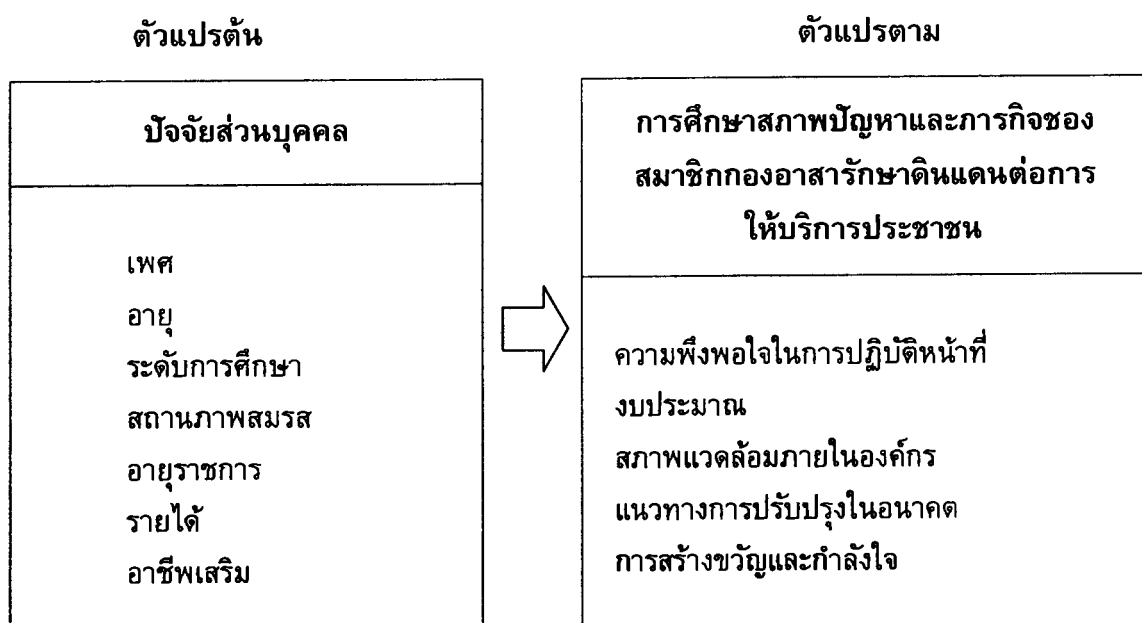 ตัวแปรต้น
ตัวแปรตาม
ปัจจัยส่วนบุคคล
เพศ
อายุ
ระดับการศึกษา
สถานภาพสมรส
อายุราชการ
รายได้
อาชีพเสริม
การศึกษาสภาพปัญหาและภารกิจชอง
สมาชิกกองอาสารักษาดินแดนต่อการ
ให้บริการประชาชน
ความพึงพอใจในการปฏิบัติหน้าที่
งบประมาณ
สภาพแวดล้อมภายในองค์กร
แนวทางการปรับปรุงในอนาคต
การสร้างขวัญและกำลังใจ